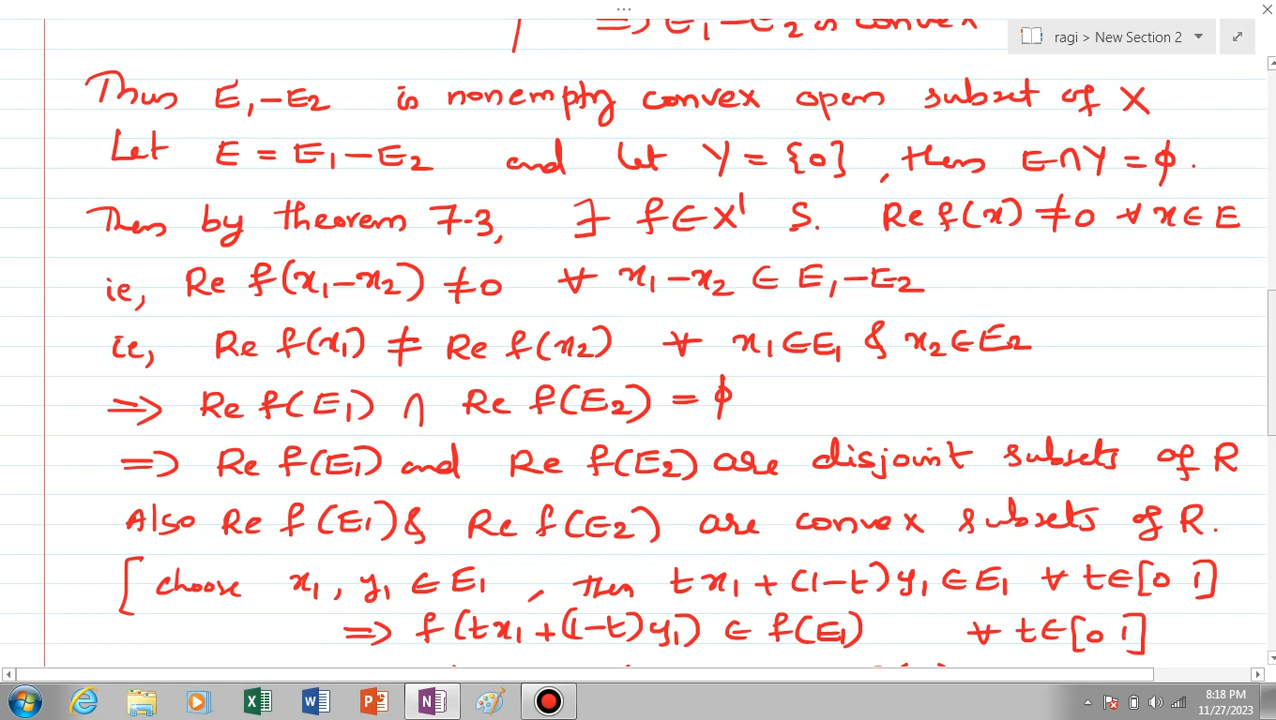 ⟹ E₁−E₂ is convex
ragi > New Section 2
Thus E₁−E₂ is nonempty convex open subset of X
Let E = E₁−E₂ and let Y = {0}, then E∩Y = ϕ.
Then by theorem 7-3, ∃ f∈X' S. Re f(x) ≠0 ∀ x∈E
ie, Re f(x₁−x₂) ≠0 ∀ x₁−x₂ ∈ E₁−E₂
ie, Re f(x₁) ≠ Re f(x₂) ∀ x₁∈E₁ & x₂∈E₂
⟹ Re f(E₁) ∩ Re f(E₂) = ϕ
⟹ Re f(E₁) and Re f(E₂) are disjoint subsets of R
Also Re f(E₁) & Re f(E₂) are convex subsets of R.
[choose x₁, y₁ ∈ E₁, then tx₁ + (1−t)y₁ ∈ E₁ ∀ t∈[0 1]
⟹ f(tx₁+(1−t)y₁) ∈ f(E₁) ∀ t∈[0 1]
8:18 PM
11/27/2023